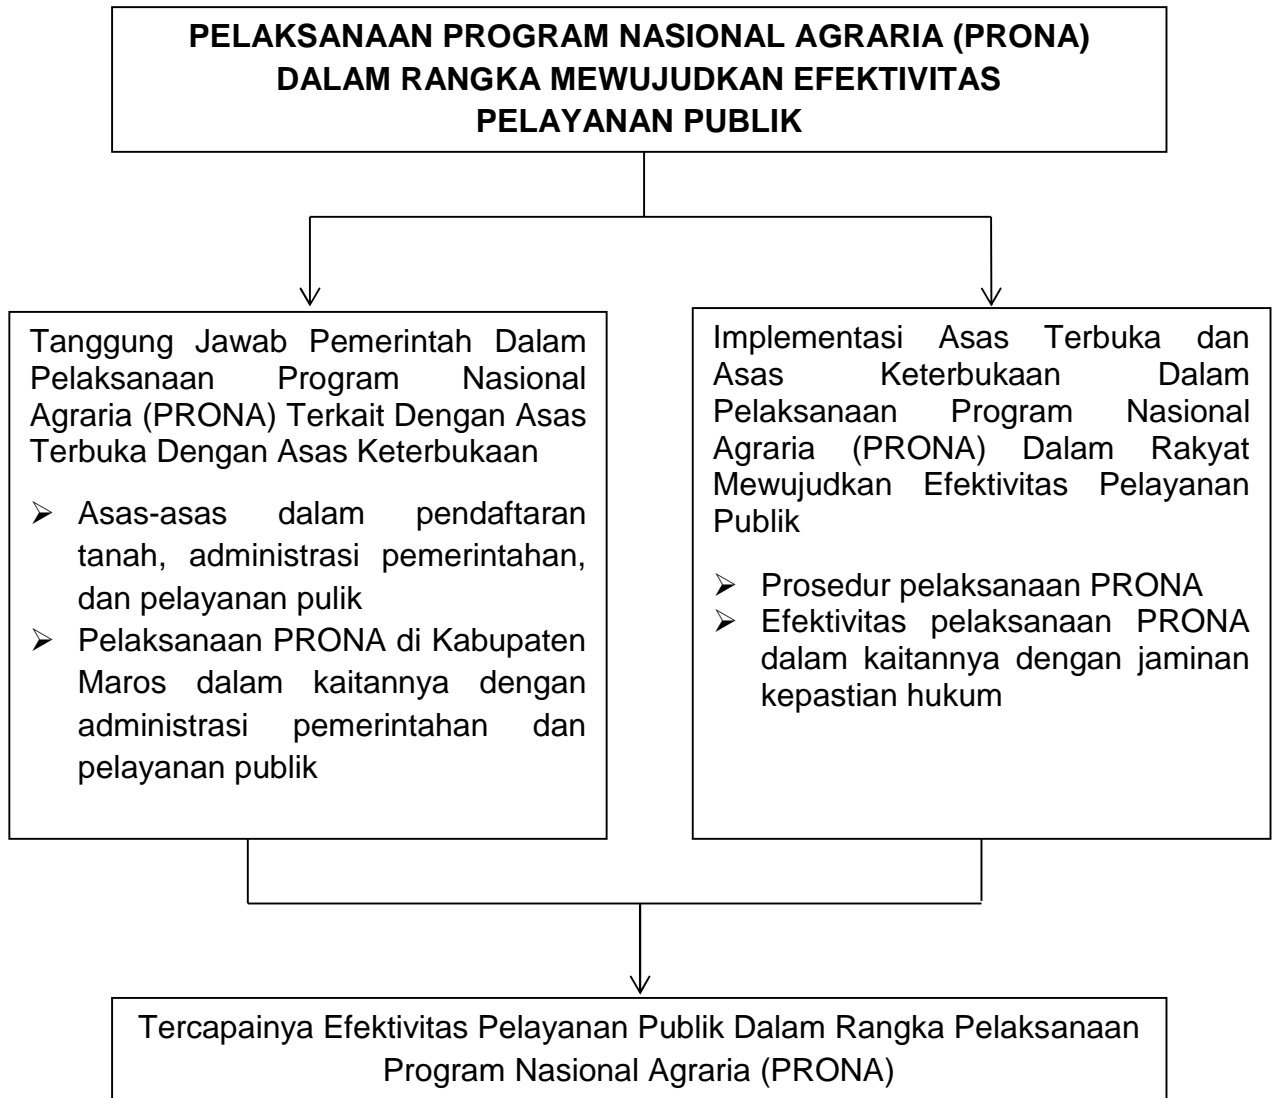 PELAKSANAAN PROGRAM NASIONAL AGRARIA (PRONA)
DALAM RANGKA MEWUJUDKAN EFEKTIVITAS
PELAYANAN PUBLIK
Tanggung Jawab Pemerintah Dalam
Pelaksanaan Program Nasional
Agraria (PRONA) Terkait Dengan Asas
Terbuka Dengan Asas Keterbukaan
➢ Asas-asas dalam pendaftaran
tanah, administrasi pemerintahan,
dan pelayanan pulik
➢ Pelaksanaan PRONA di Kabupaten
Maros dalam kaitannya dengan
administrasi pemerintahan dan
pelayanan publik
Implementasi Asas Terbuka dan
Asas Keterbukaan Dalam
Pelaksanaan Program Nasional
Agraria (PRONA) Dalam Rakyat
Mewujudkan Efektivitas Pelayanan
Publik
➢ Prosedur pelaksanaan PRONA
➢ Efektivitas pelaksanaan PRONA
dalam kaitannya dengan jaminan
kepastian hukum
Tercapainya Efektivitas Pelayanan Publik Dalam Rangka Pelaksanaan
Program Nasional Agraria (PRONA)